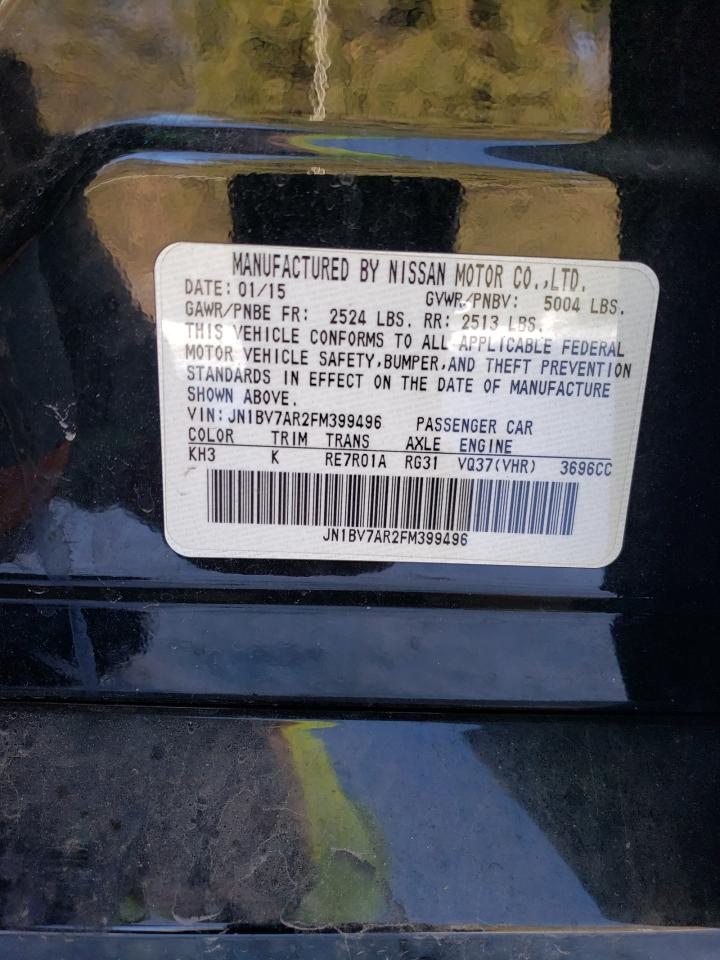 MANUFACTURED BY NISSAN MOTOR CO.,LTD.
DATE: 01/15 GVWR/PNBV: 5004 LBS.
GAWR/PNBE FR: 2524 LBS. RR: 2513 LBS.
THIS VEHICLE CONFORMS TO ALL APPLICABLE FEDERAL
MOTOR VEHICLE SAFETY,BUMPER,AND THEFT PREVENTION
STANDARDS IN EFFECT ON THE DATE OF MANUFACTURE
SHOWN ABOVE.
VIN: JN1BV7AR2FM399496 PASSENGER CAR
COLOR TRIM TRANS AXLE ENGINE
KH3 K RE7R01A RG31 VQ37(VHR) 3696CC
JN1BV7AR2FM399496